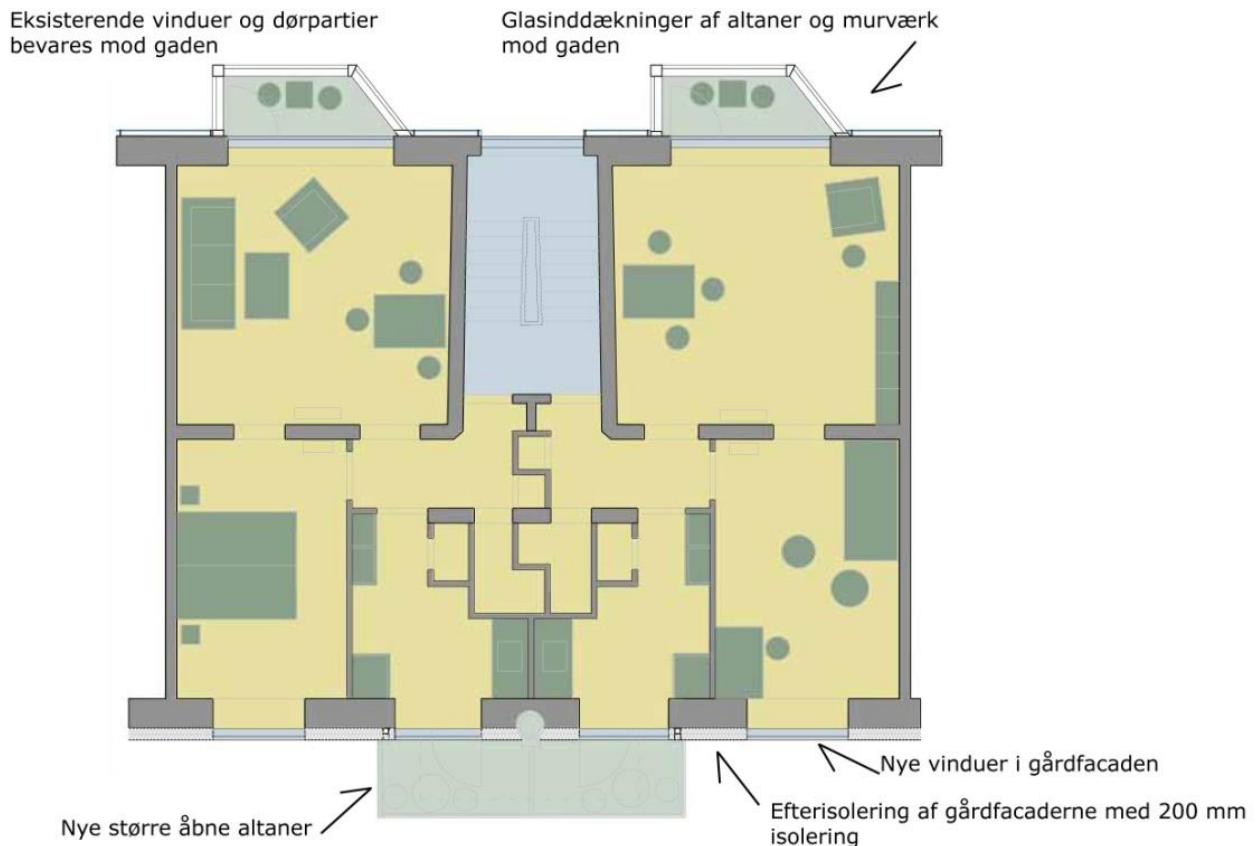 Eksisterende vinduer og dørpartier
bevares mod gaden
Glasinddækninger af altaner og murværk
mod gaden
Nye vinduer i gårdfacaden
Efterisolering af gårdfacaderne med 200 mm
isolering
Nye større åbne altaner